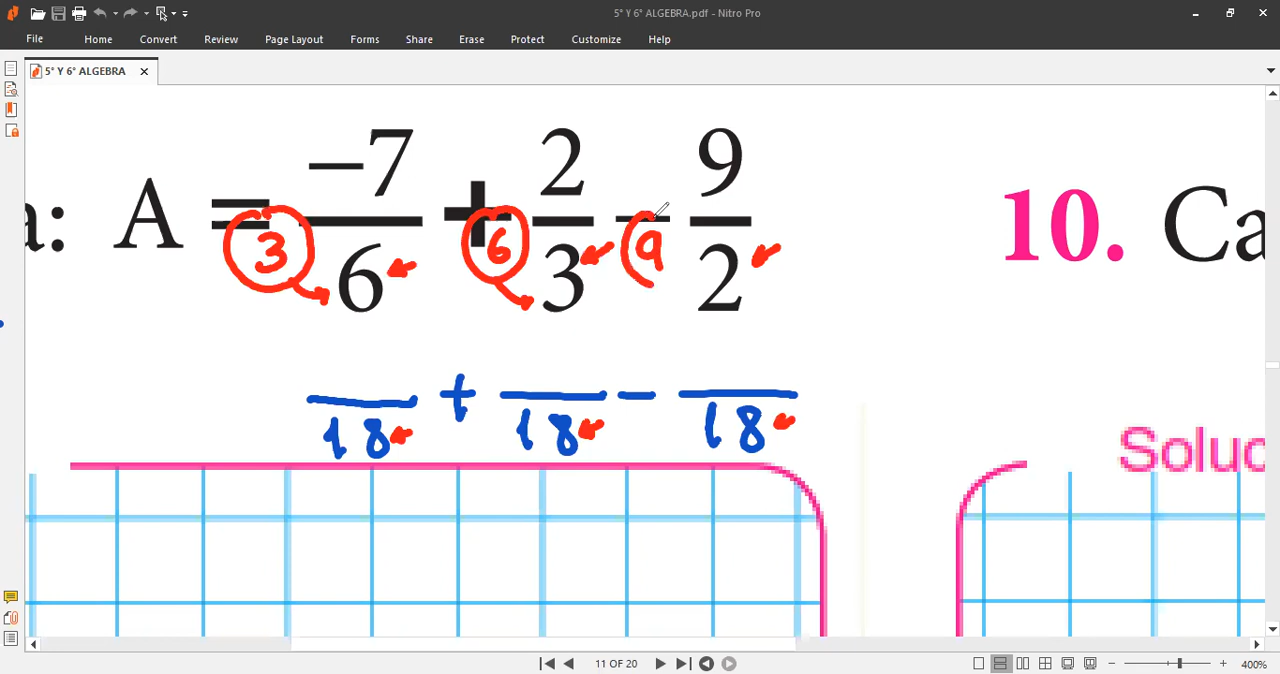 5° Y 6° ALGEBRA.pdf - Nitro Pro
File Home Convert Review Page Layout Forms Share Erase Protect Customize Help
5° Y 6° ALGEBRA
a: A = -7/6 + 2/3 - 9/2
3 6 9
10. Ca
/18 + /18 - /18
Soluc
11 OF 20
400%